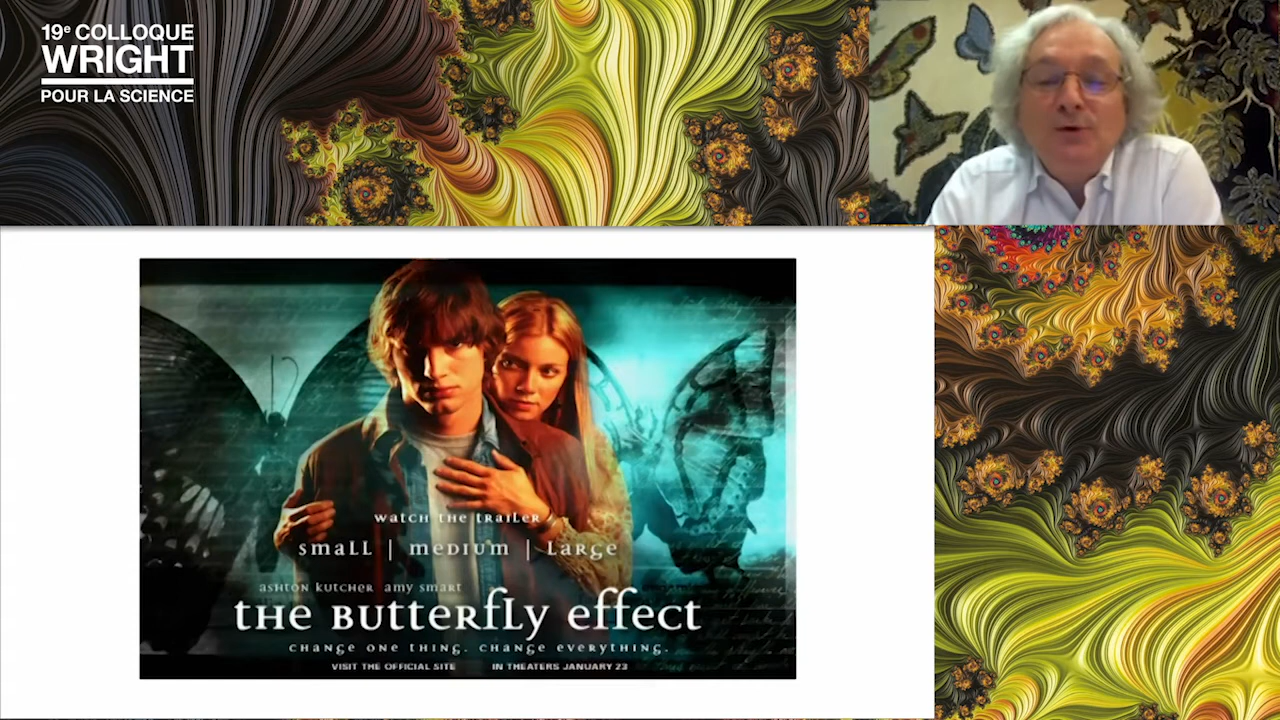 19e COLLOQUE
WRIGHT
POUR LA SCIENCE
watch the trailer
small | medium | large
ashton kutcher amy smart
the butterfly effect
change one thing. change everything.
VISIT THE OFFICIAL SITE IN THEATERS JANUARY 23